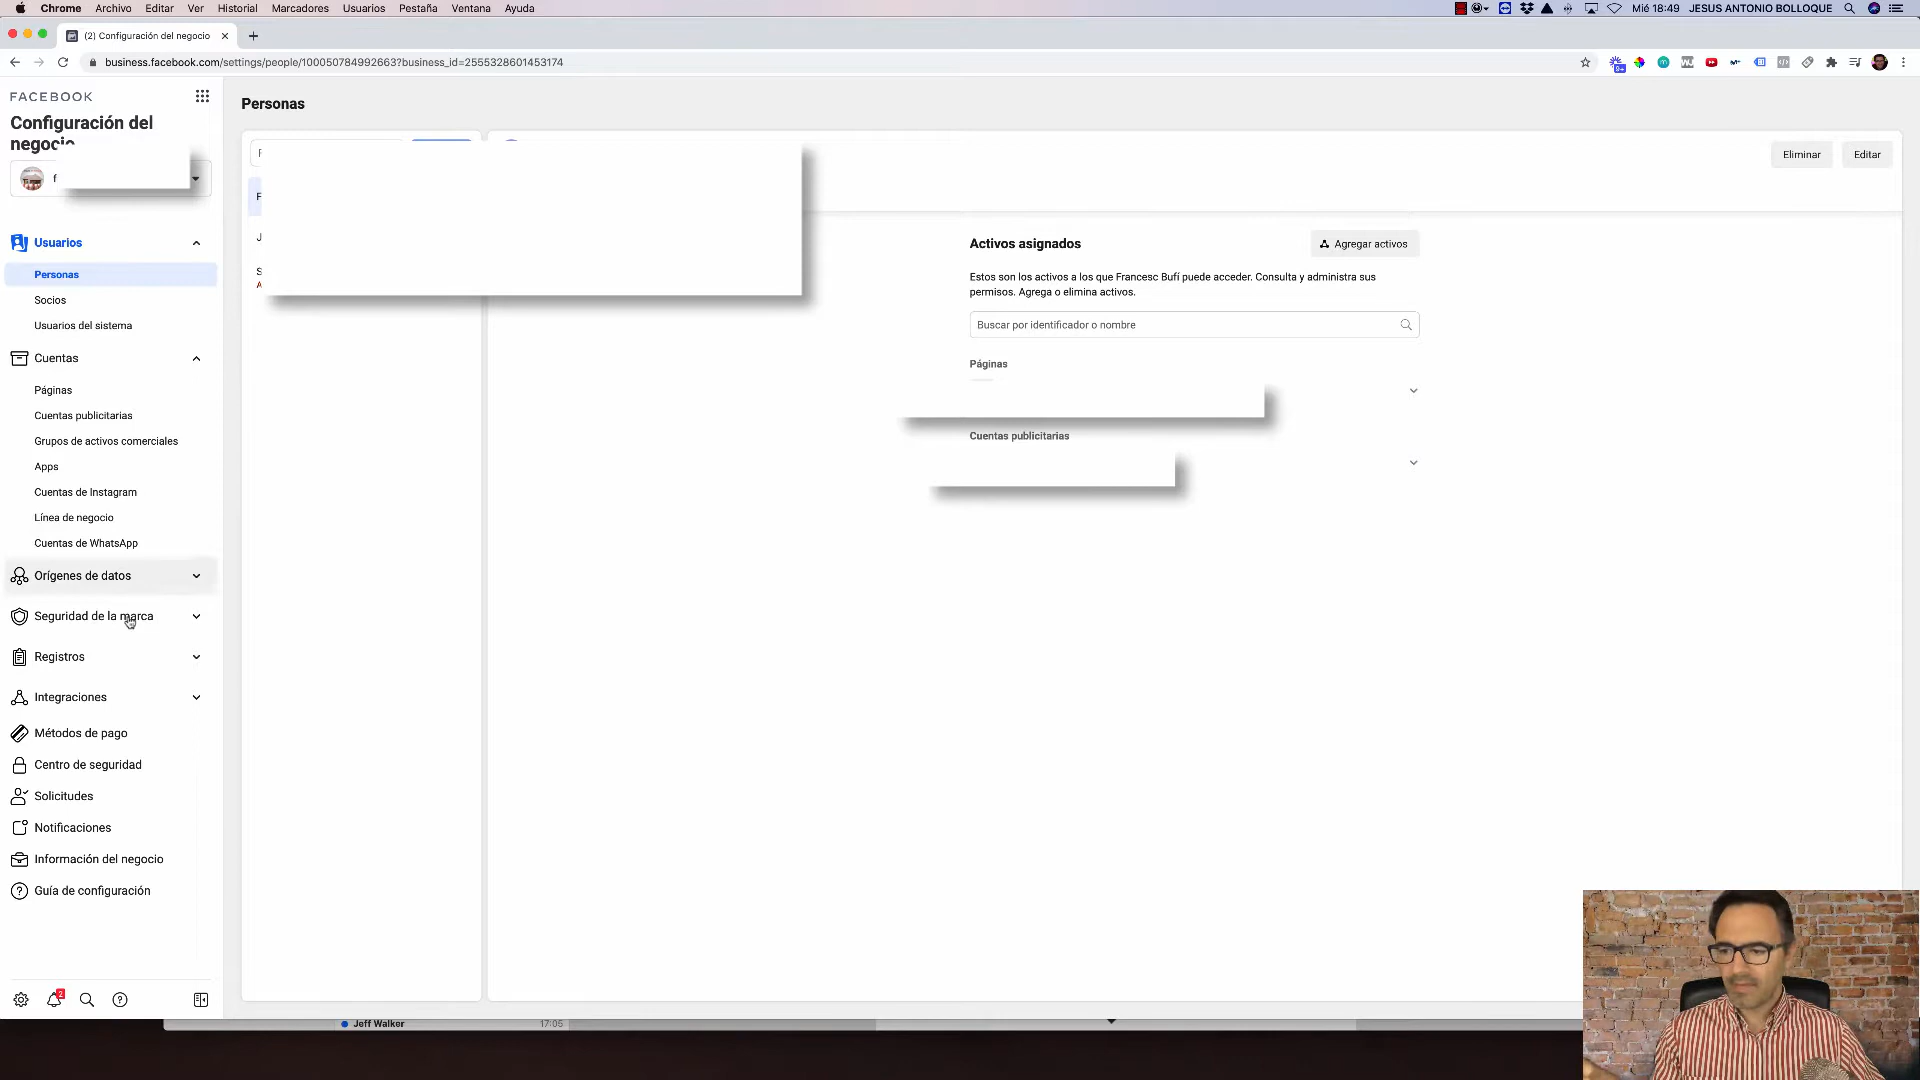 Chrome Archivo Editar Ver Historial Marcadores Usuarios Pestaña Ventana Ayuda
Mié 18:49 JESUS ANTONIO BOLLOQUE
(2) Configuración del negocio
business.facebook.com/settings/people/100050784992663?business_id=2555328601453174
FACEBOOK
Configuración del
negocio
f
Usuarios
Personas
Socios
Usuarios del sistema
Cuentas
Páginas
Cuentas publicitarias
Grupos de activos comerciales
Apps
Cuentas de Instagram
Línea de negocio
Cuentas de WhatsApp
Orígenes de datos
Seguridad de la marca
Registros
Integraciones
Métodos de pago
Centro de seguridad
Solicitudes
Notificaciones
Información del negocio
Guía de configuración
2
Personas
F
J
S
A
Eliminar Editar
Activos asignados
Agregar activos
Estos son los activos a los que Francesc Bufí puede acceder. Consulta y administra sus
permisos. Agrega o elimina activos.
Buscar por identificador o nombre
Páginas
Cuentas publicitarias
Jeff Walker 17:05